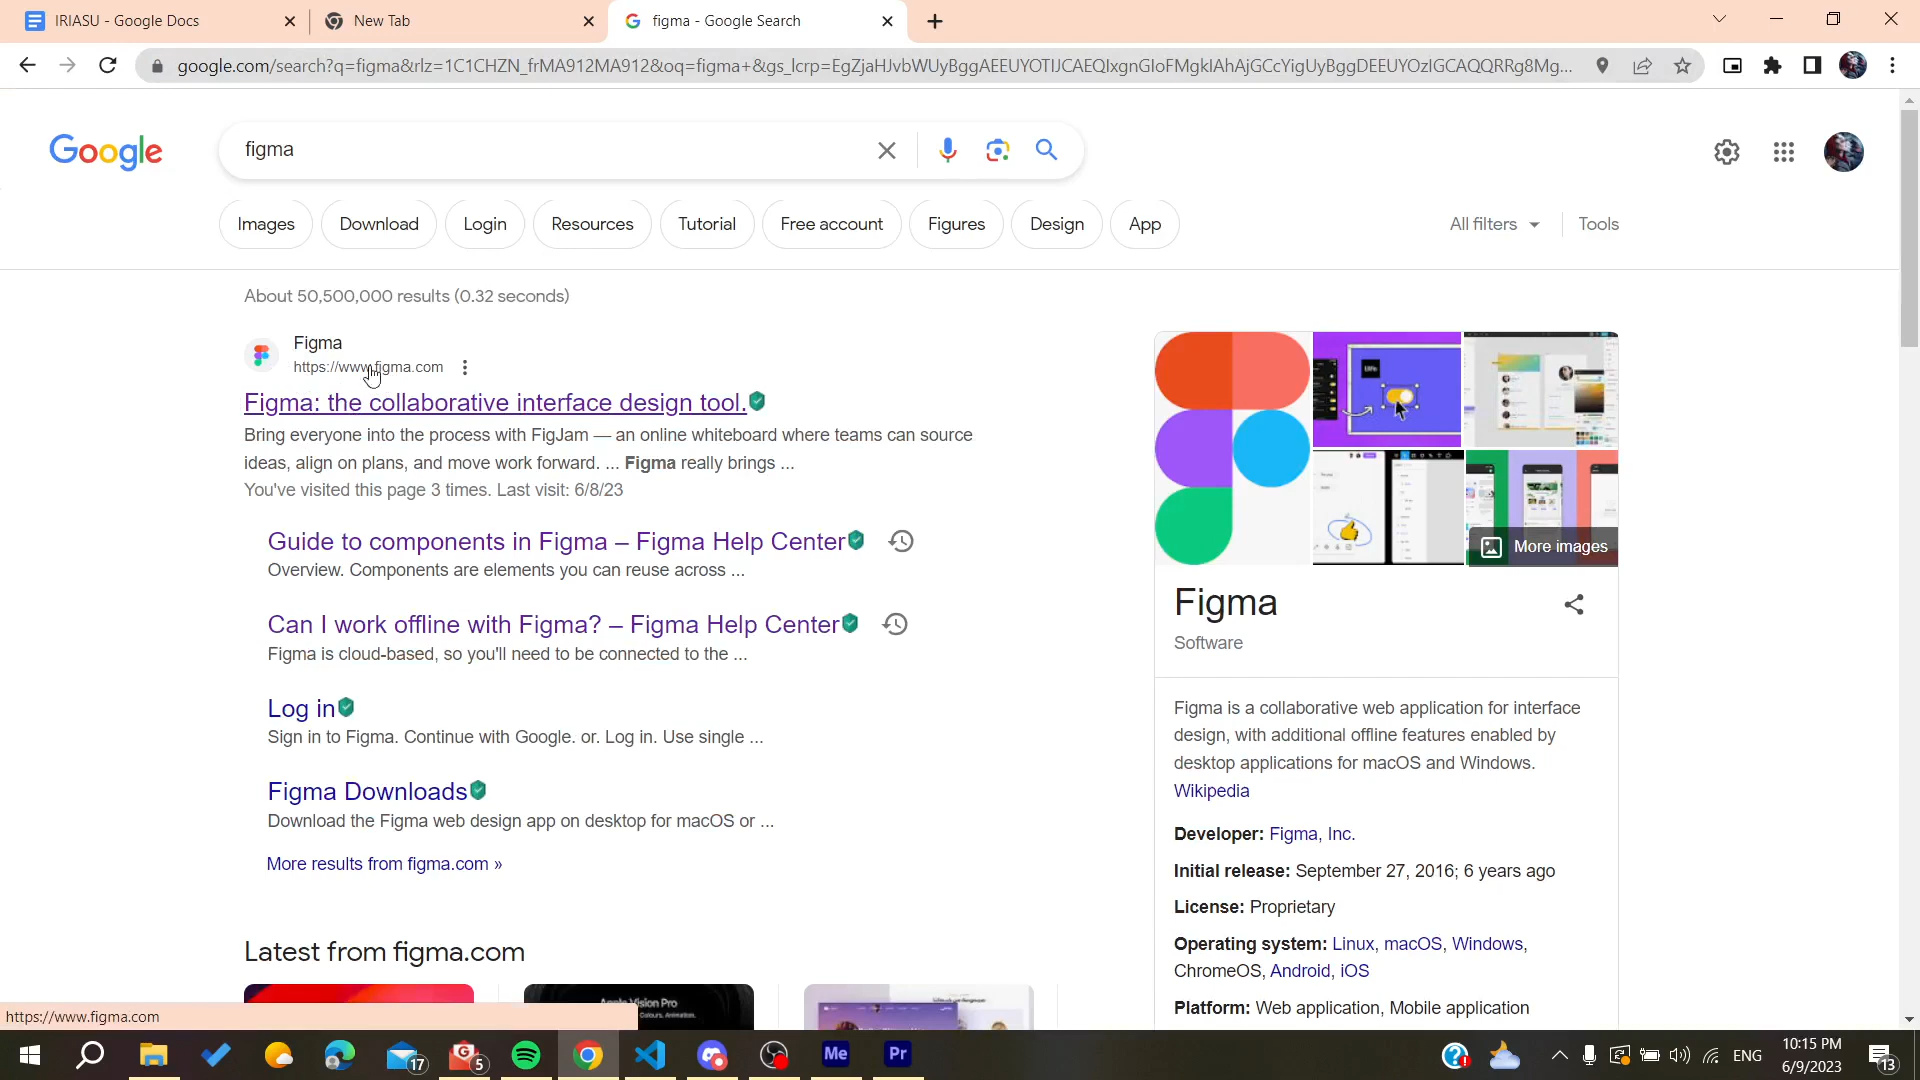 IRIASU - Google Docs
New Tab
figma - Google Search
google.com/search?q=figma&rlz=1C1CHZN_frMA912MA912&oq=figma+&gs_lcrp=EgZjaHJvbWUyBggAEEUYOTIJCAEQIxgnGIoFMgkIAhAjGCcYigUyBggDEEUYOzIGCAQQRRg8Mg...
Google
figma
Images
Download
Login
Resources
Tutorial
Free account
Figures
Design
App
All filters
Tools
About 50,500,000 results (0.32 seconds)
Figma
https://www.figma.com
Figma: the collaborative interface design tool.
Bring everyone into the process with FigJam — an online whiteboard where teams can source
ideas, align on plans, and move work forward. ... Figma really brings ...
You've visited this page 3 times. Last visit: 6/8/23
Guide to components in Figma – Figma Help Center
Overview. Components are elements you can reuse across ...
Can I work offline with Figma? – Figma Help Center
Figma is cloud-based, so you'll need to be connected to the ...
Log in
Sign in to Figma. Continue with Google. or. Log in. Use single ...
Figma Downloads
Download the Figma web design app on desktop for macOS or ...
More results from figma.com »
Latest from figma.com
Apple Vision Pro
More images
Figma
Software
Figma is a collaborative web application for interface
design, with additional offline features enabled by
desktop applications for macOS and Windows.
Wikipedia
Developer: Figma, Inc.
Initial release: September 27, 2016; 6 years ago
License: Proprietary
Operating system: Linux, macOS, Windows,
ChromeOS, Android, iOS
Platform: Web application, Mobile application
https://www.figma.com
17
5
Me
Pr
ENG
10:15 PM
6/9/2023
13